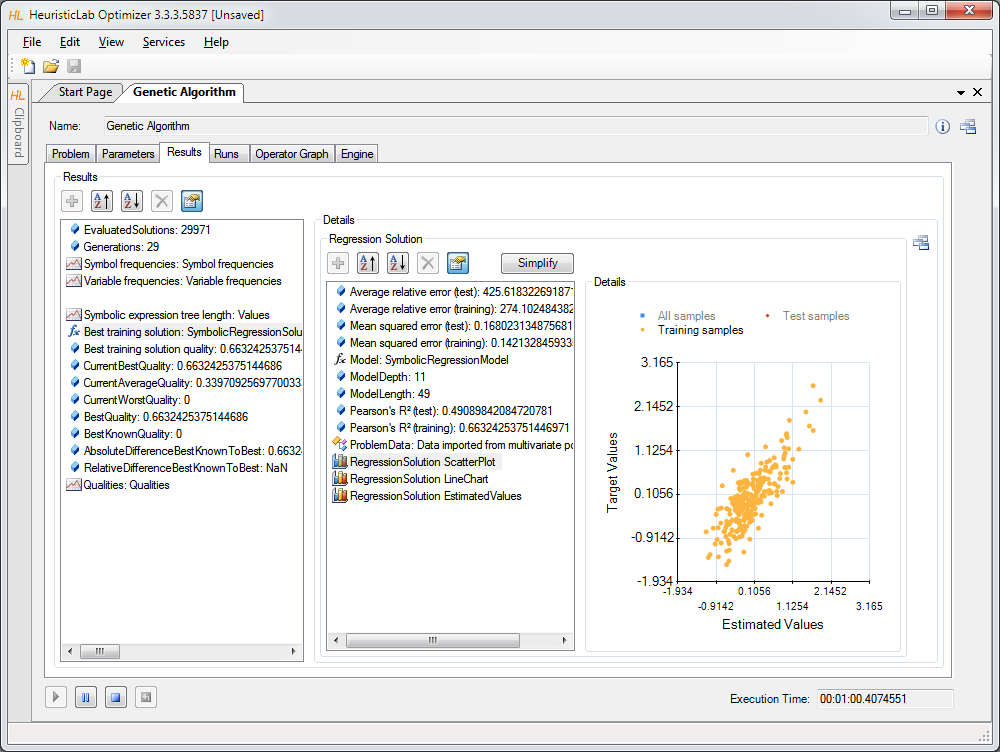 HL HeuristicLab Optimizer 3.3.3.5837 [Unsaved]
File Edit View Services Help
HL Clipboard
Start Page Genetic Algorithm
Name: Genetic Algorithm
Problem Parameters Results Runs Operator Graph Engine
Results
EvaluatedSolutions: 29971
Generations: 29
Symbol frequencies: Symbol frequencies
Variable frequencies: Variable frequencies
Symbolic expression tree length: Values
Best training solution: SymbolicRegressionSolu
Best training solution quality: 0.6632425375144
CurrentBestQuality: 0.6632425375144686
CurrentAverageQuality: 0.3397092569770033
CurrentWorstQuality: 0
BestQuality: 0.6632425375144686
BestKnownQuality: 0
AbsoluteDifferenceBestKnownToBest: 0.6632
RelativeDifferenceBestKnownToBest: NaN
Qualities: Qualities
Details
Regression Solution
Simplify
Average relative error (test): 425.618322691871
Average relative error (training): 274.102484382
Mean squared error (test): 0.168023134875681
Mean squared error (training): 0.142132845933
Model: SymbolicRegressionModel
ModelDepth: 11
ModelLength: 49
Pearson's R² (test): 0.49089842084720781
Pearson's R² (training): 0.66324253751446971
ProblemData: Data imported from multivariate po
RegressionSolution ScatterPlot
RegressionSolution LineChart
RegressionSolution EstimatedValues
Details
All samples Test samples
Training samples
3.165
2.1452
1.1254
0.1056
-0.9142
-1.934
Target Values
-1.934 0.1056 2.1452
-0.9142 1.1254 3.165
Estimated Values
Execution Time: 00:01:00.4074551